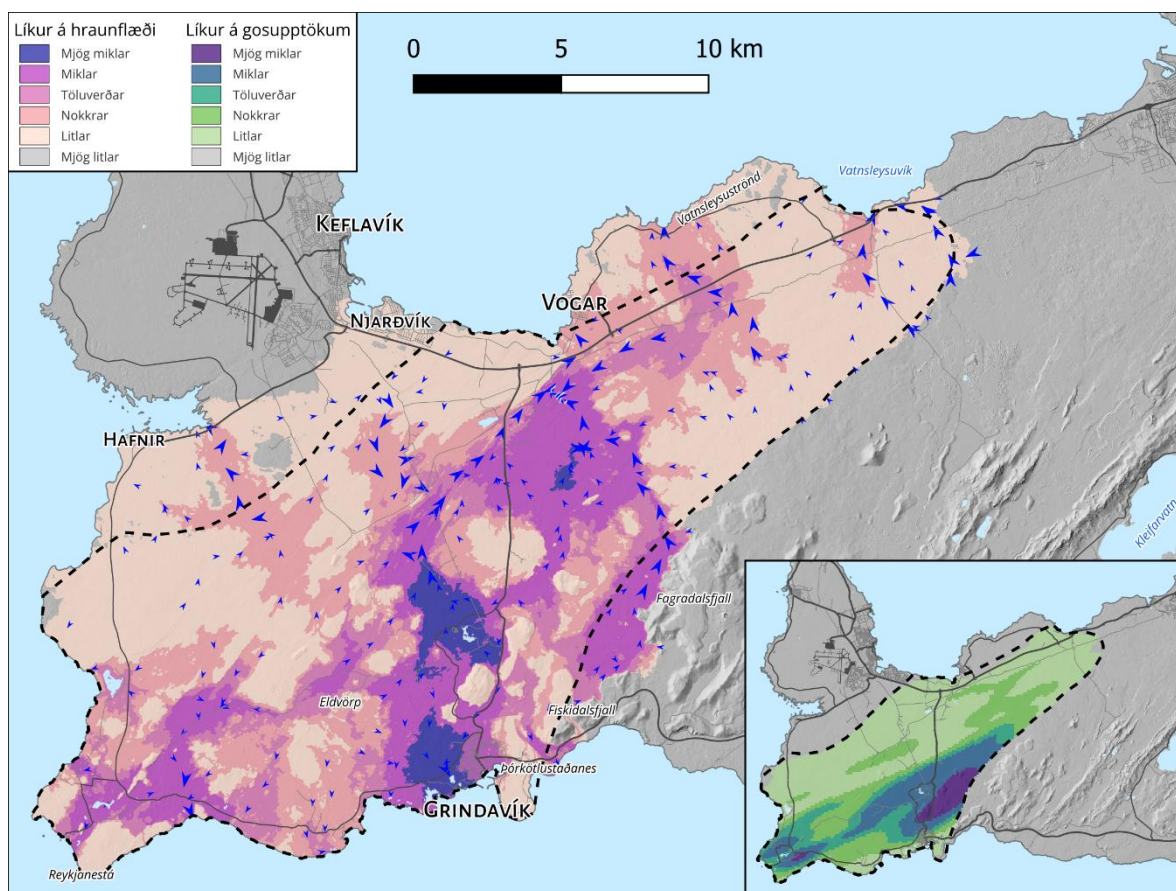 Líkur á hraunflæði
Mjög miklar
Miklar
Töluverðar
Nokkrar
Litlar
Mjög litlar
Líkur á gosupptökum
Mjög miklar
Miklar
Töluverðar
Nokkrar
Litlar
Mjög litlar
0 5 10 km
Vatnsleysuvík
Vatnsleysuströnd
KEFLAVÍK
VOGAR
NJARÐVÍK
HAFNIR
Kleifarvatn
Fagradalsfjall
Eldvörp
Fiskidalsfjall
Þórkötlustaðanes
GRINDAVÍK
Reykjanestá